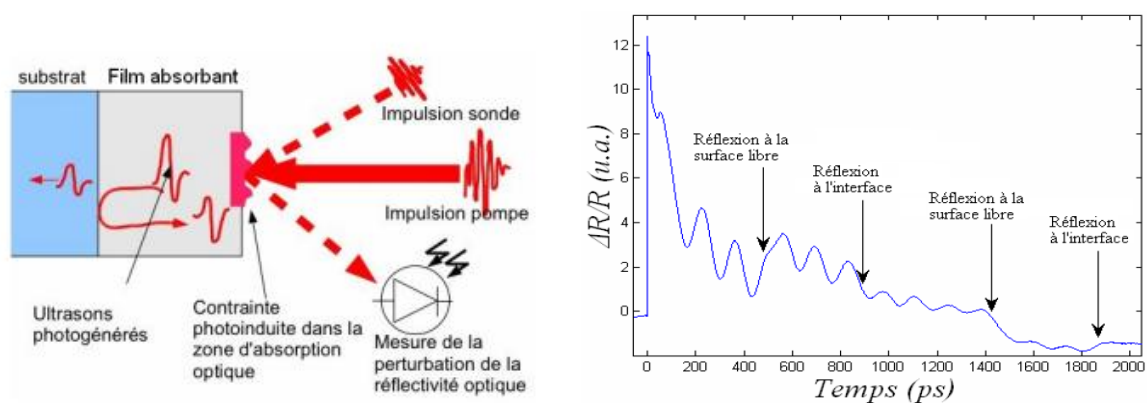 substrat
Film absorbant
Impulsion sonde
Impulsion pompe
Ultrasons
photogénérés
Contrainte
photoinduite dans la
zone d'absorption
optique
Mesure de la
perturbation de la
réflectivité optique
ΔR/R (u.a.)
12
10
8
6
4
2
0
Réflexion à la
surface libre
Réflexion
à l'interface
Réflexion à la
surface libre
Réflexion
à l'interface
0 200 400 600 800 1000 1200 1400 1600 1800 2000
Temps (ps)